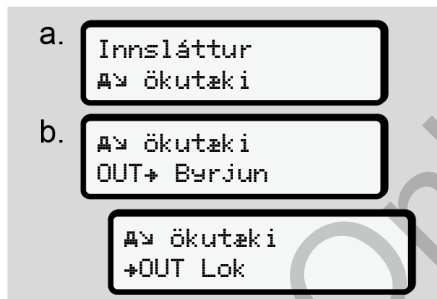 a.
Innsláttur
ökutæki
b.
ökutæki
OUT→ Byrjun
ökutæki
→OUT Lok